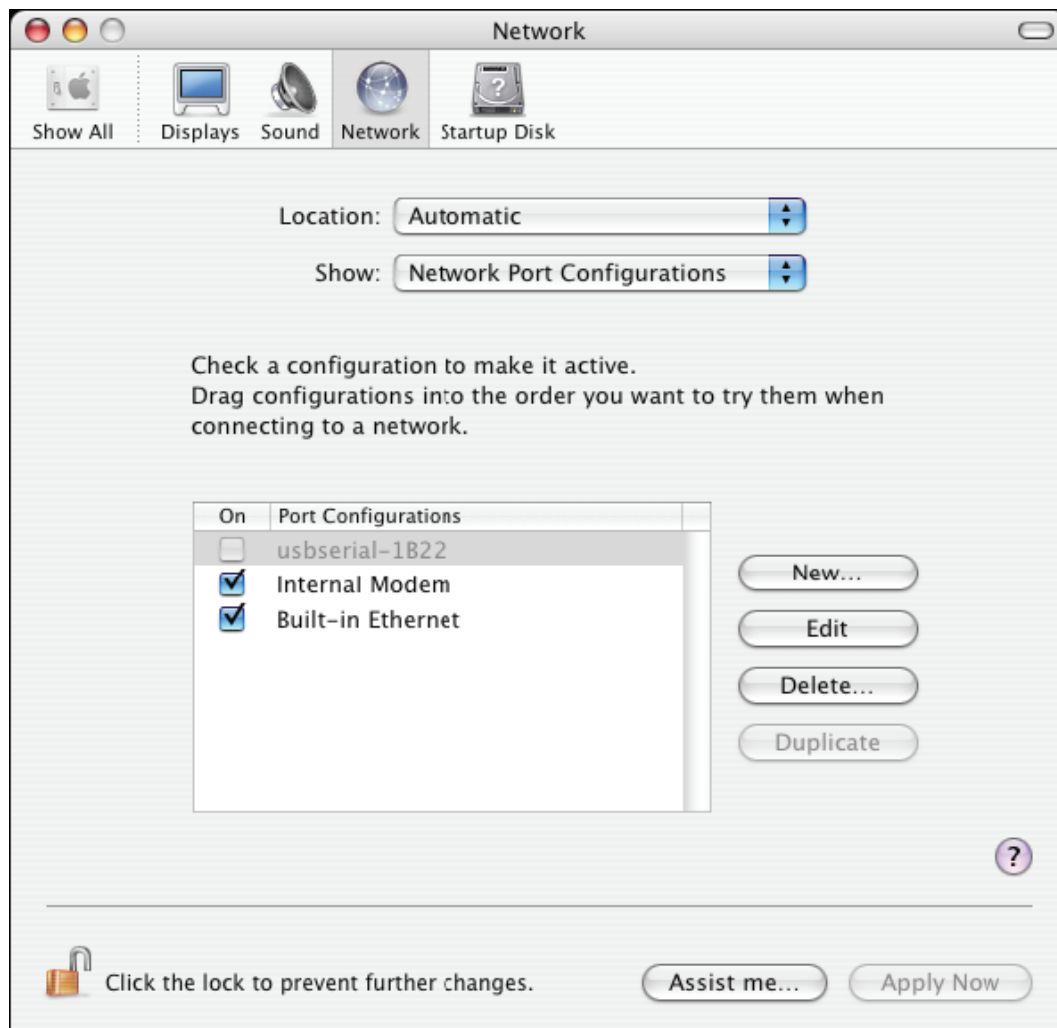 Network
Show All Displays Sound Network Startup Disk
Location: Automatic
Show: Network Port Configurations
Check a configuration to make it active.
Drag configurations into the order you want to try them when
connecting to a network.
On Port Configurations
usbserial-1B22
Internal Modem
Built-in Ethernet
New...
Edit
Delete...
Duplicate
?
Click the lock to prevent further changes. Assist me... Apply Now